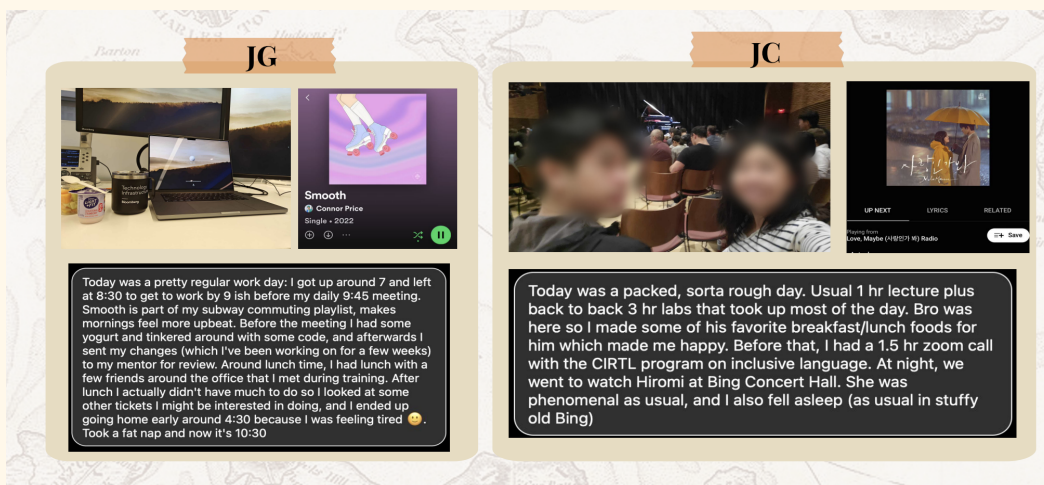 JG
Smooth
Connor Price
Single • 2022
Today was a pretty regular work day: I got up around 7 and left
at 8:30 to get to work by 9 ish before my daily 9:45 meeting.
Smooth is part of my subway commuting playlist, makes
mornings feel more upbeat. Before the meeting I had some
yogurt and tinkered around with some code, and afterwards I
sent my changes (which I've been working on for a few weeks)
to my mentor for review. Around lunch time, I had lunch with a
few friends around the office that I met during training. After
lunch I actually didn't have much to do so I looked at some
other tickets I might be interested in doing, and I ended up
going home early around 4:30 because I was feeling tired 😬.
Took a fat nap and now it's 10:30
JC
UP NEXT LYRICS RELATED
Playing from
Love, Maybe (사랑인가 봐) Radio
Save
Today was a packed, sorta rough day. Usual 1 hr lecture plus
back to back 3 hr labs that took up most of the day. Bro was
here so I made some of his favorite breakfast/lunch foods for
him which made me happy. Before that, I had a 1.5 hr zoom call
with the CIRTL program on inclusive language. At night, we
went to watch Hiromi at Bing Concert Hall. She was
phenomenal as usual, and I also fell asleep (as usual in stuffy
old Bing)